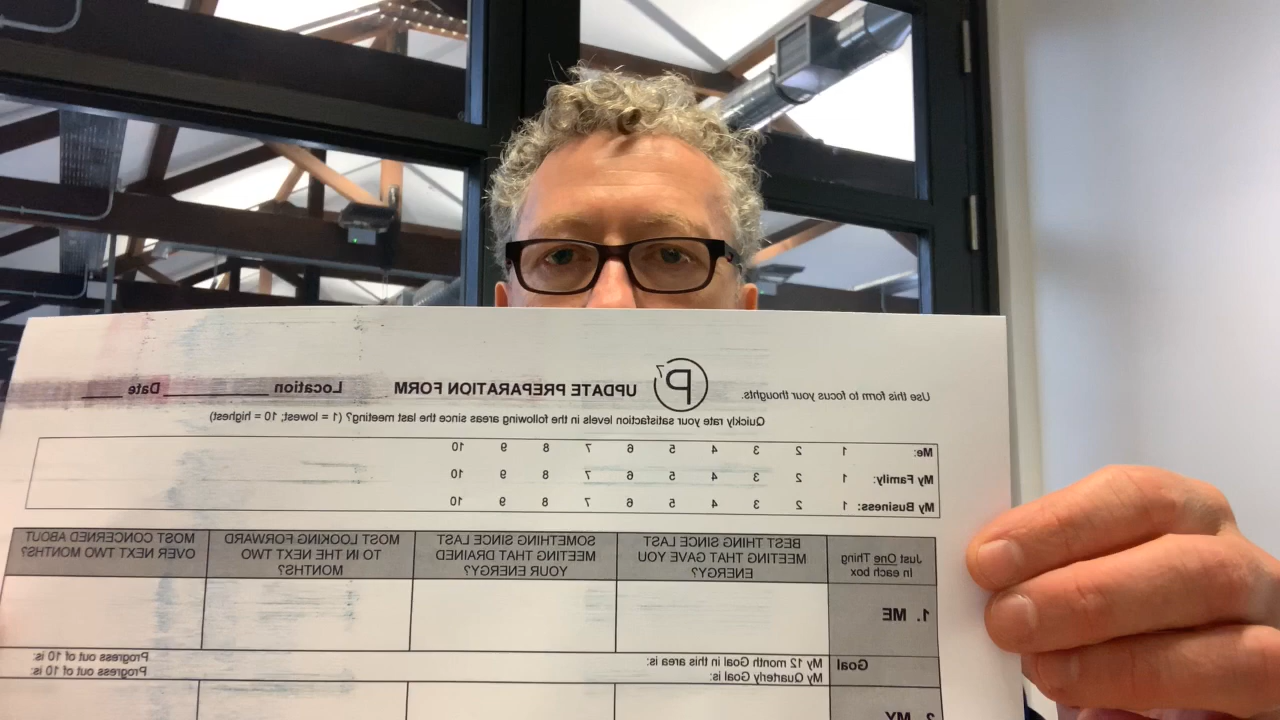 Use this form to focus your thoughts. P7 UPDATE PREPARATION FORM Location Date
Quickly rate your satisfaction levels in the following areas since the last meeting? (1 = lowest; 10 = highest)
Me: 1 2 3 4 5 6 7 8 9 10
My Family: 1 2 3 4 5 6 7 8 9 10
My Business: 1 2 3 4 5 6 7 8 9 10
Just One Thing
In each box
BEST THING SINCE LAST
MEETING THAT GAVE YOU
ENERGY?
SOMETHING SINCE LAST
MEETING THAT DRAINED
YOUR ENERGY?
MOST LOOKING FORWARD
TO IN THE NEXT TWO
MONTHS?
MOST CONCERNED ABOUT
OVER NEXT TWO MONTHS?
1. ME
Goal
My 12 month Goal in this area is: Progress out of 10 is:
My Quarterly Goal is: Progress out of 10 is:
2. MY